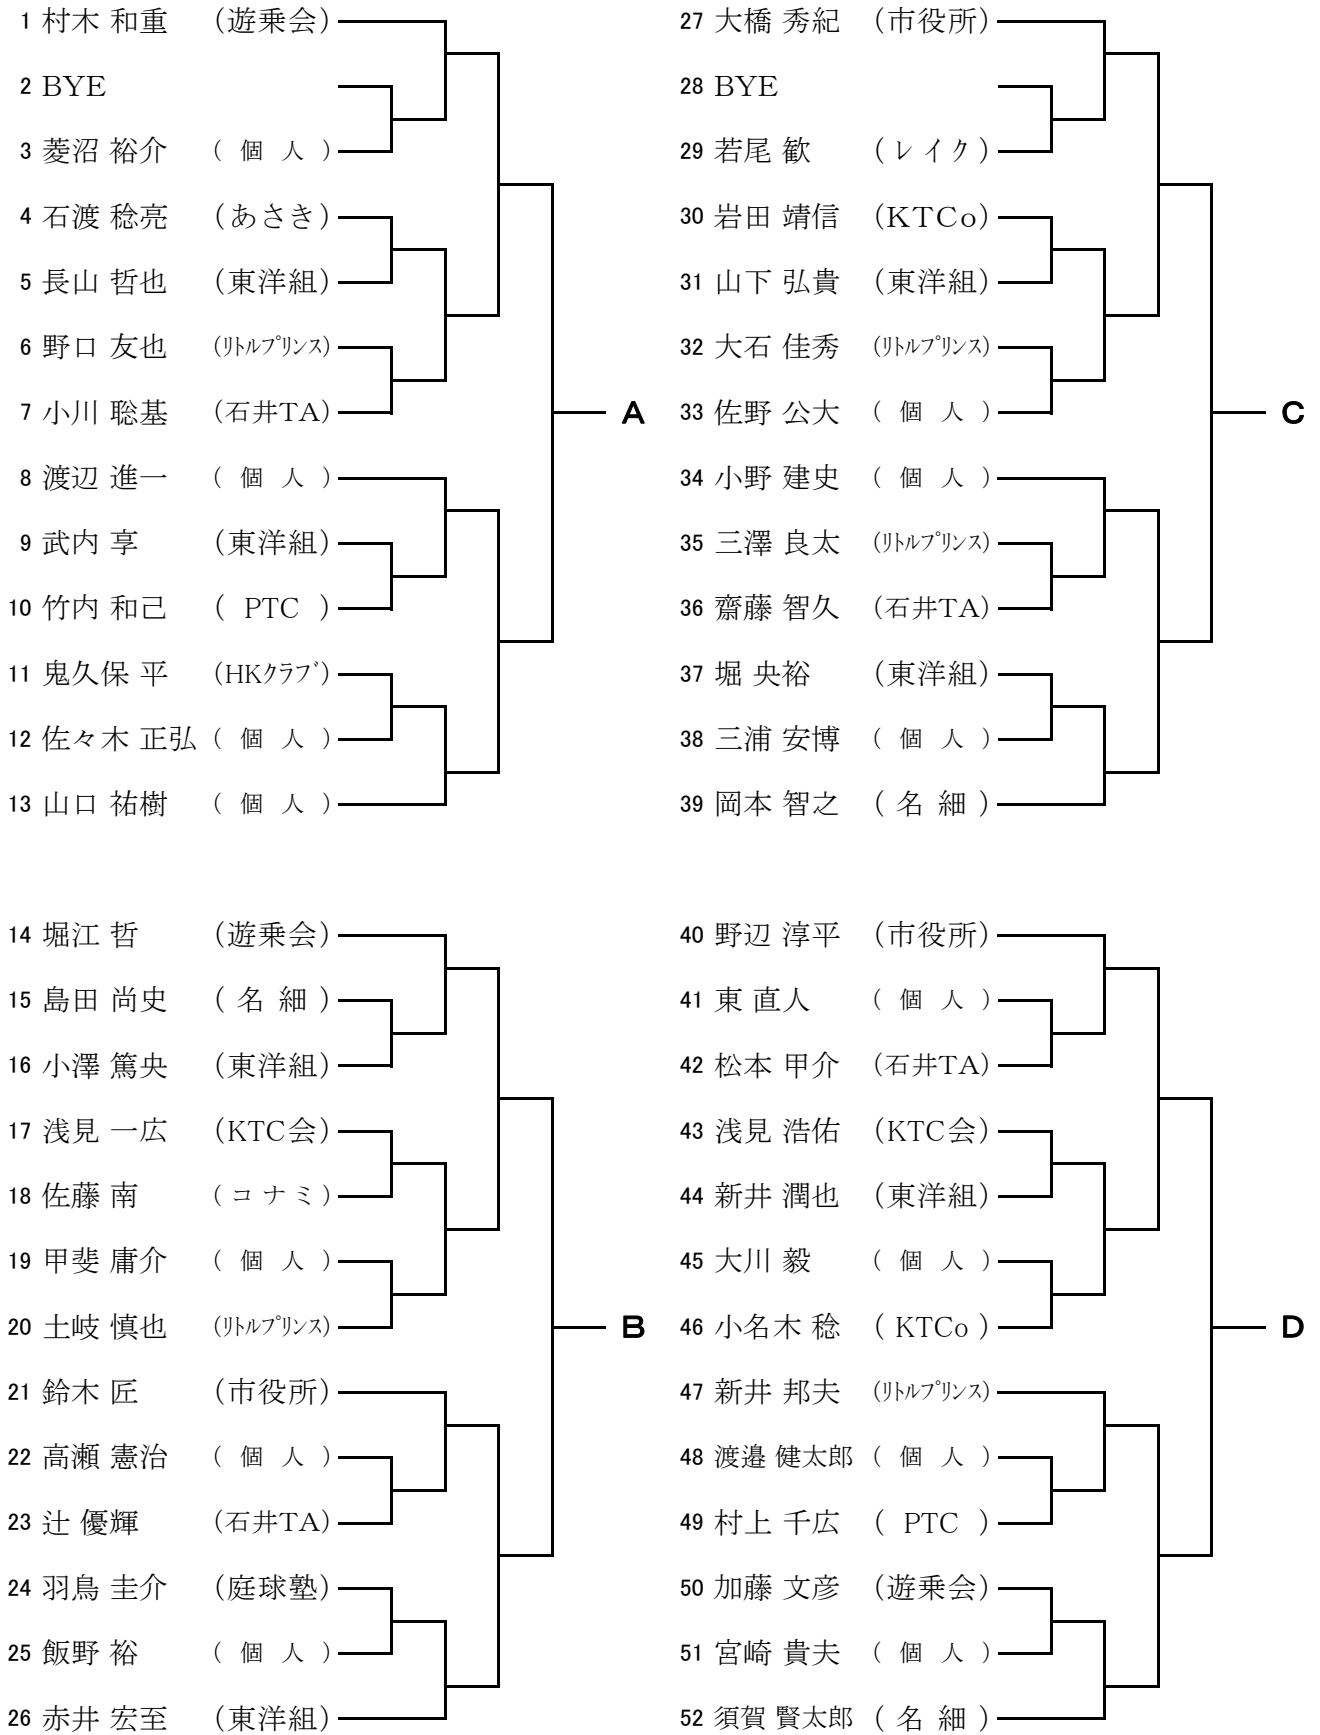 1 村木 和重 (遊乗会)
2 BYE
3 菱沼 裕介 ( 個 人 )
4 石渡 稔亮 (あさき)
5 長山 哲也 (東洋組)
6 野口 友也 (ﾘﾄﾙﾌﾟﾘﾝｽ)
7 小川 聡基 (石井TA)
A
8 渡辺 進一 ( 個 人 )
9 武内 享 (東洋組)
10 竹内 和己 ( PTC )
11 鬼久保 平 (HKｸﾗﾌﾞ)
12 佐々木 正弘 ( 個 人 )
13 山口 祐樹 ( 個 人 )
14 堀江 哲 (遊乗会)
15 島田 尚史 ( 名 細 )
16 小澤 篤央 (東洋組)
17 浅見 一広 (KTC会)
18 佐藤 南 ( コ ナ ミ )
19 甲斐 庸介 ( 個 人 )
20 土岐 慎也 (ﾘﾄﾙﾌﾟﾘﾝｽ)
B
21 鈴木 匠 (市役所)
22 高瀬 憲治 ( 個 人 )
23 辻 優輝 (石井TA)
24 羽鳥 圭介 (庭球塾)
25 飯野 裕 ( 個 人 )
26 赤井 宏至 (東洋組)
27 大橋 秀紀 (市役所)
28 BYE
29 若尾 歓 ( レ イ ク )
30 岩田 靖信 (KTCo)
31 山下 弘貴 (東洋組)
32 大石 佳秀 (ﾘﾄﾙﾌﾟﾘﾝｽ)
33 佐野 公大 ( 個 人 )
C
34 小野 建史 ( 個 人 )
35 三澤 良太 (ﾘﾄﾙﾌﾟﾘﾝｽ)
36 齋藤 智久 (石井TA)
37 堀 央裕 (東洋組)
38 三浦 安博 ( 個 人 )
39 岡本 智之 ( 名 細 )
40 野辺 淳平 (市役所)
41 東 直人 ( 個 人 )
42 松本 甲介 (石井TA)
43 浅見 浩佑 (KTC会)
44 新井 潤也 (東洋組)
45 大川 毅 ( 個 人 )
46 小名木 稔 ( KTCo )
D
47 新井 邦夫 (ﾘﾄﾙﾌﾟﾘﾝｽ)
48 渡邉 健太郎 ( 個 人 )
49 村上 千広 ( PTC )
50 加藤 文彦 (遊乗会)
51 宮崎 貴夫 ( 個 人 )
52 須賀 賢太郎 ( 名 細 )